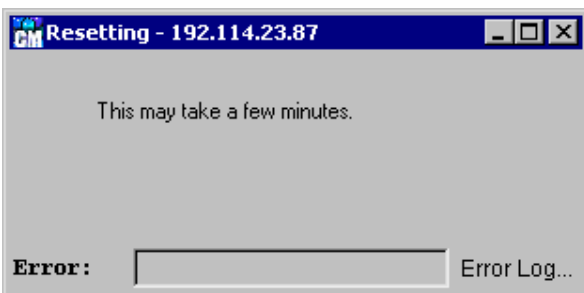 CM Resetting - 192.114.23.87
This may take a few minutes.
Error: Error Log...